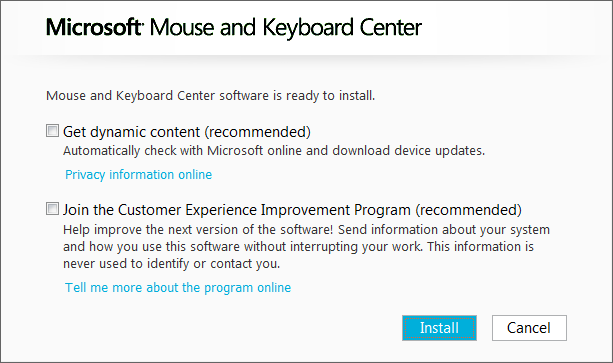 Microsoft® Mouse and Keyboard Center
Mouse and Keyboard Center software is ready to install.
Get dynamic content (recommended)
Automatically check with Microsoft online and download device updates.
Privacy information online
Join the Customer Experience Improvement Program (recommended)
Help improve the next version of the software! Send information about your system
and how you use this software without interrupting your work. This information is
never used to identify or contact you.
Tell me more about the program online
Install
Cancel